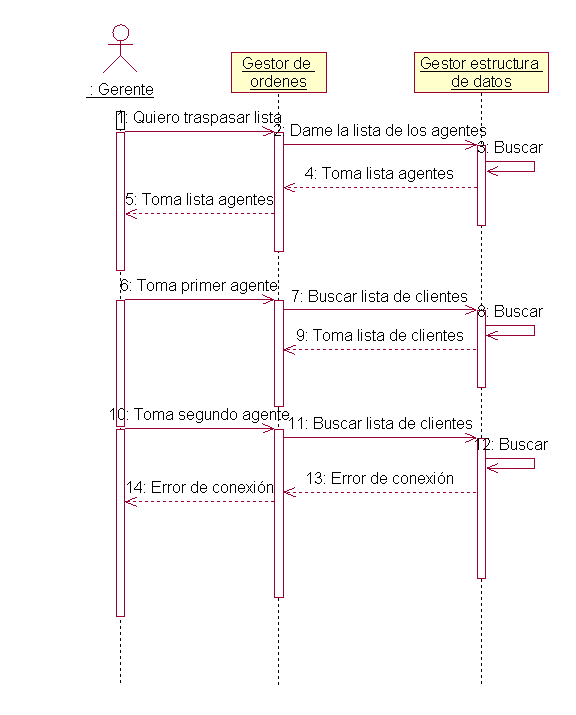 : Gerente
Gestor de
ordenes
Gestor estructura
de datos
1: Quiero traspasar lista
2: Dame la lista de los agentes
3: Buscar
4: Toma lista agentes
5: Toma lista agentes
6: Toma primer agente
7: Buscar lista de clientes
8: Buscar
9: Toma lista de clientes
10: Toma segundo agente
11: Buscar lista de clientes
12: Buscar
13: Error de conexión
14: Error de conexión